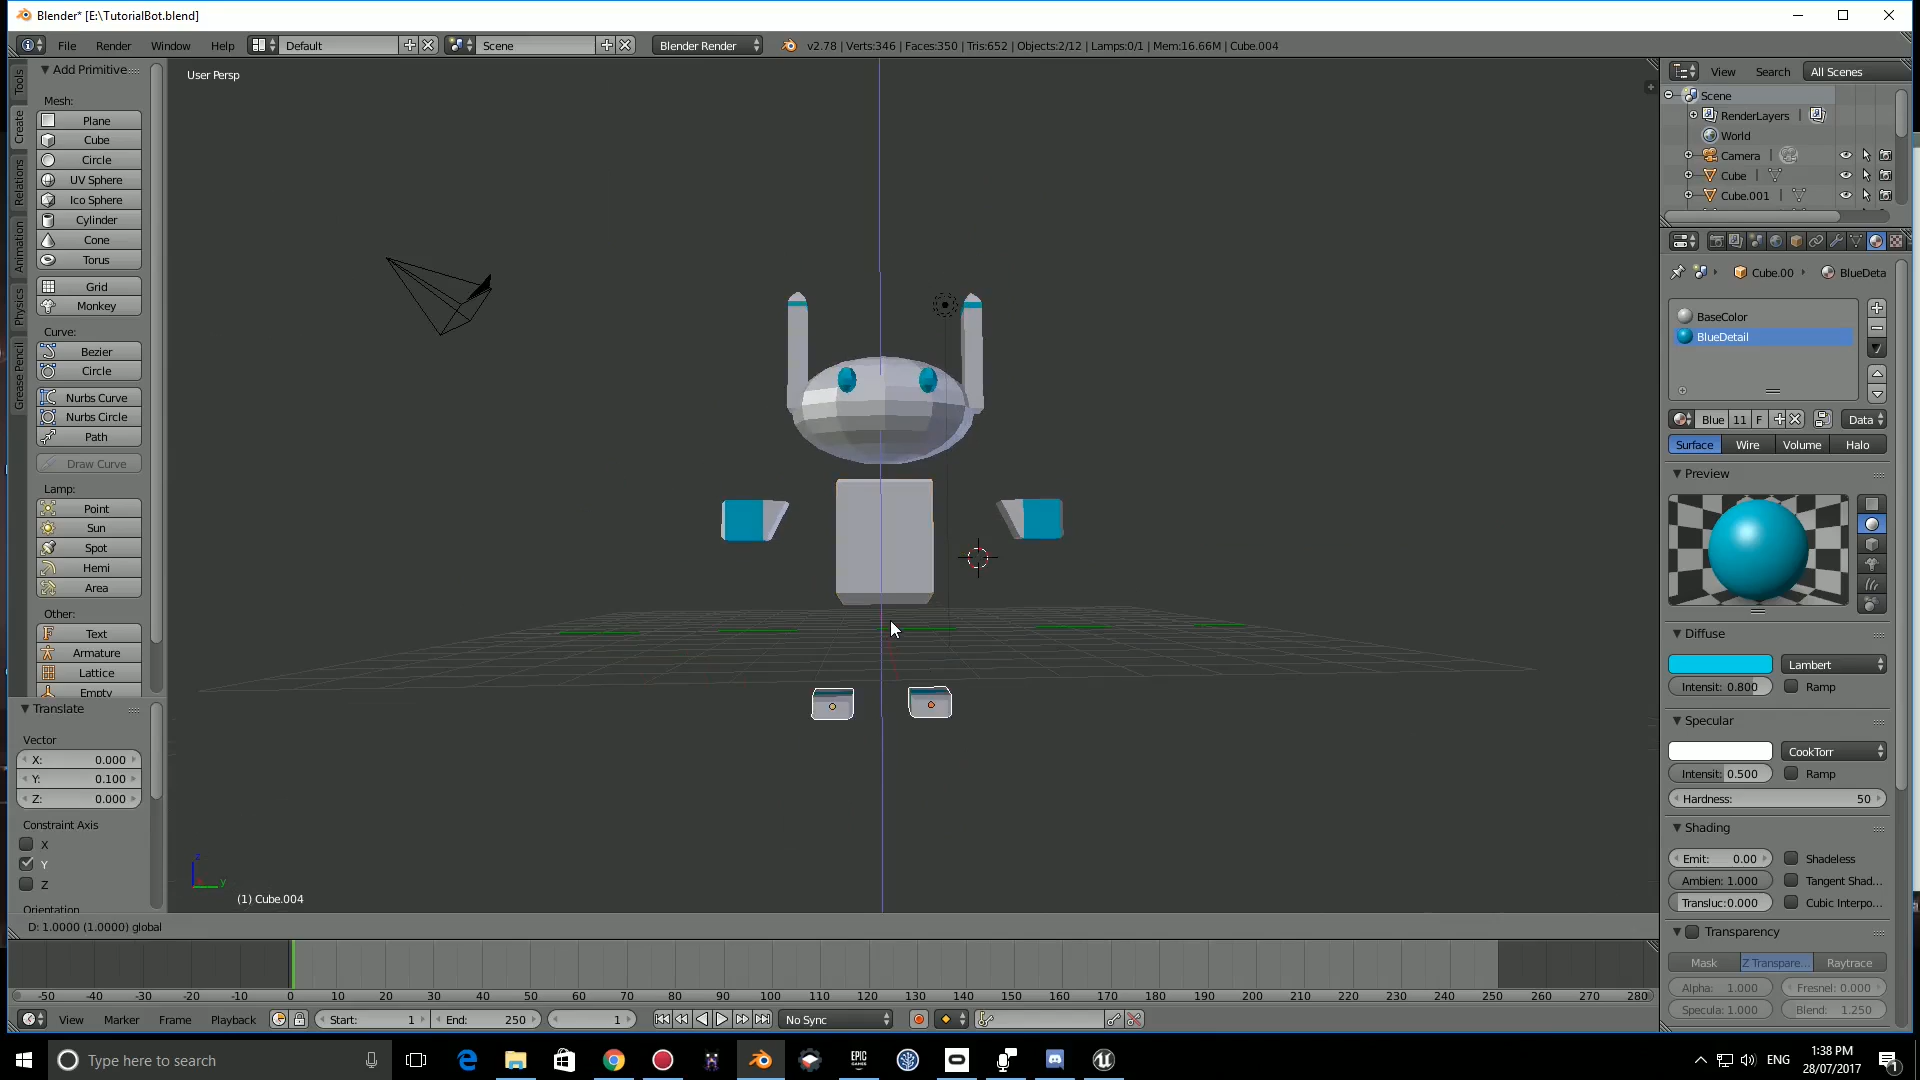 Blender* [E:\TutorialBot.blend]
File Render Window Help Default Scene Blender Render v2.78 | Verts:346 | Faces:350 | Tris:652 | Objects:2/12 | Lamps:0/1 | Mem:16.66M | Cube.004
Tools
Create
Relations
Animation
Physics
Grease Pencil
Add Primitive
Mesh:
Plane
Cube
Circle
UV Sphere
Ico Sphere
Cylinder
Cone
Torus
Grid
Monkey
Curve:
Bezier
Circle
Nurbs Curve
Nurbs Circle
Path
Draw Curve
Lamp:
Point
Sun
Spot
Hemi
Area
Other:
Text
Armature
Lattice
Empty
Translate
Vector
X: 0.000
Y: 0.100
Z: 0.000
Constraint Axis
X
Y
Z
Orientation
User Persp
z
y
(1) Cube.004
D: 1.0000 (1.0000) global
View Search All Scenes
Scene
RenderLayers
World
Camera
Cube
Cube.001
Cube.00 BlueDeta
BaseColor
BlueDetail
Blue 11 F Data
Surface Wire Volume Halo
Preview
Diffuse
Lambert
Intensit: 0.800 Ramp
Specular
CookTorr
Intensit: 0.500 Ramp
Hardness: 50
Shading
Emit: 0.00 Shadeless
Ambien: 1.000 Tangent Shad...
Transluc:0.000 Cubic Interpo...
Transparency
Mask Z Transpare... Raytrace
Alpha: 1.000 Fresnel: 0.000
Specula: 1.000 Blend: 1.250
-50 -40 -30 -20 -10 0 10 20 30 40 50 60 70 80 90 100 110 120 130 140 150 160 170 180 190 200 210 220 230 240 250 260 270 280
View Marker Frame Playback Start: 1 End: 250 1 No Sync
Type here to search
EPIC GAMES
ENG
1:38 PM
28/07/2017
1